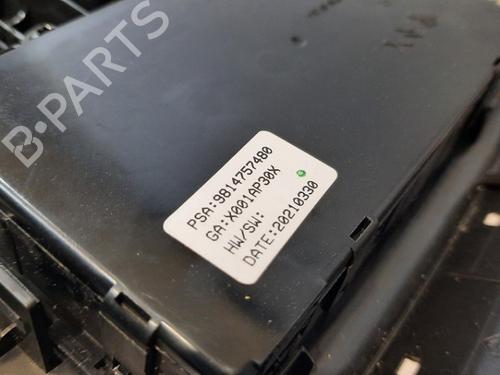 B-PARTS
PSA:9814757480
GA:X001AP30X
HW/SW:
DATE:20210330